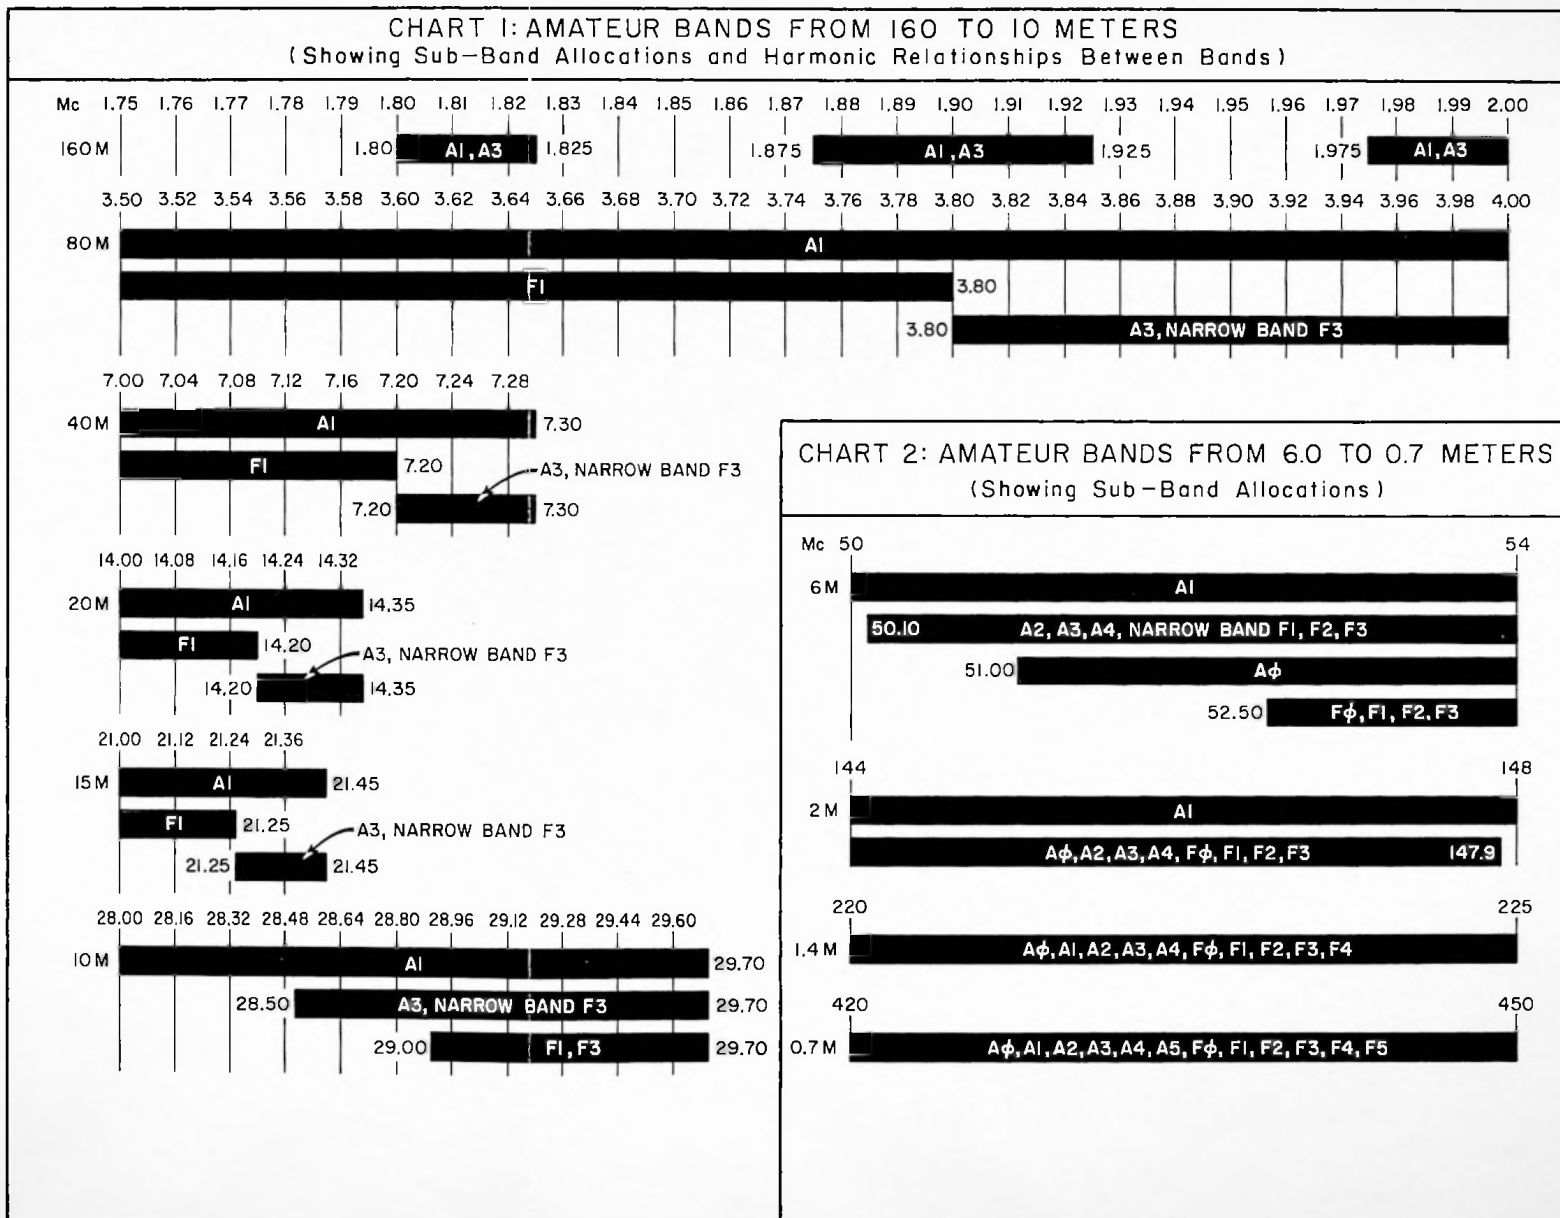 CHART 1: AMATEUR BANDS FROM 160 TO 10 METERS
(Showing Sub-Band Allocations and Harmonic Relationships Between Bands)
Mc 1.75 1.76 1.77 1.78 1.79 1.80 1.81 1.82 1.83 1.84 1.85 1.86 1.87 1.88 1.89 1.90 1.91 1.92 1.93 1.94 1.95 1.96 1.97 1.98 1.99 2.00
160 M 1.80 A1, A3 1.825 1.875 A1, A3 1.925 1.975 A1, A3
3.50 3.52 3.54 3.56 3.58 3.60 3.62 3.64 3.66 3.68 3.70 3.72 3.74 3.76 3.78 3.80 3.82 3.84 3.86 3.88 3.90 3.92 3.94 3.96 3.98 4.00
80 M A1
F1 3.80
3.80 A3, NARROW BAND F3
7.00 7.04 7.08 7.12 7.16 7.20 7.24 7.28
40 M A1 7.30
F1 7.20
A3, NARROW BAND F3
7.20 7.30
14.00 14.08 14.16 14.24 14.32
20 M A1 14.35
F1 14.20
A3, NARROW BAND F3
14.20 14.35
21.00 21.12 21.24 21.36
15 M A1 21.45
F1 21.25
A3, NARROW BAND F3
21.25 21.45
28.00 28.16 28.32 28.48 28.64 28.80 28.96 29.12 29.28 29.44 29.60
10 M A1 29.70
28.50 A3, NARROW BAND F3 29.70
29.00 F1, F3 29.70
CHART 2: AMATEUR BANDS FROM 6.0 TO 0.7 METERS
(Showing Sub-Band Allocations)
Mc 50 54
6 M A1
50.10 A2, A3, A4, NARROW BAND F1, F2, F3
51.00 Aϕ
52.50 Fϕ, F1, F2, F3
144 148
2 M A1
Aϕ, A2, A3, A4, Fϕ, F1, F2, F3 147.9
220 225
1.4 M Aϕ, A1, A2, A3, A4, Fϕ, F1, F2, F3, F4
420 450
0.7 M Aϕ, A1, A2, A3, A4, A5, Fϕ, F1, F2, F3, F4, F5